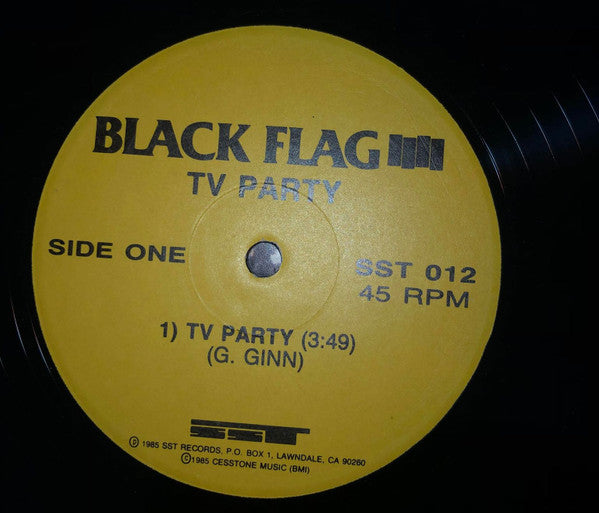 BLACK FLAG
TV PARTY
SIDE ONE
SST 012
45 RPM
1) TV PARTY (3:49)
(G. GINN)
SST
℗ 1985 SST RECORDS, P.O. BOX 1, LAWNDALE, CA 90260
©1985 CESSTONE MUSIC (BMI)